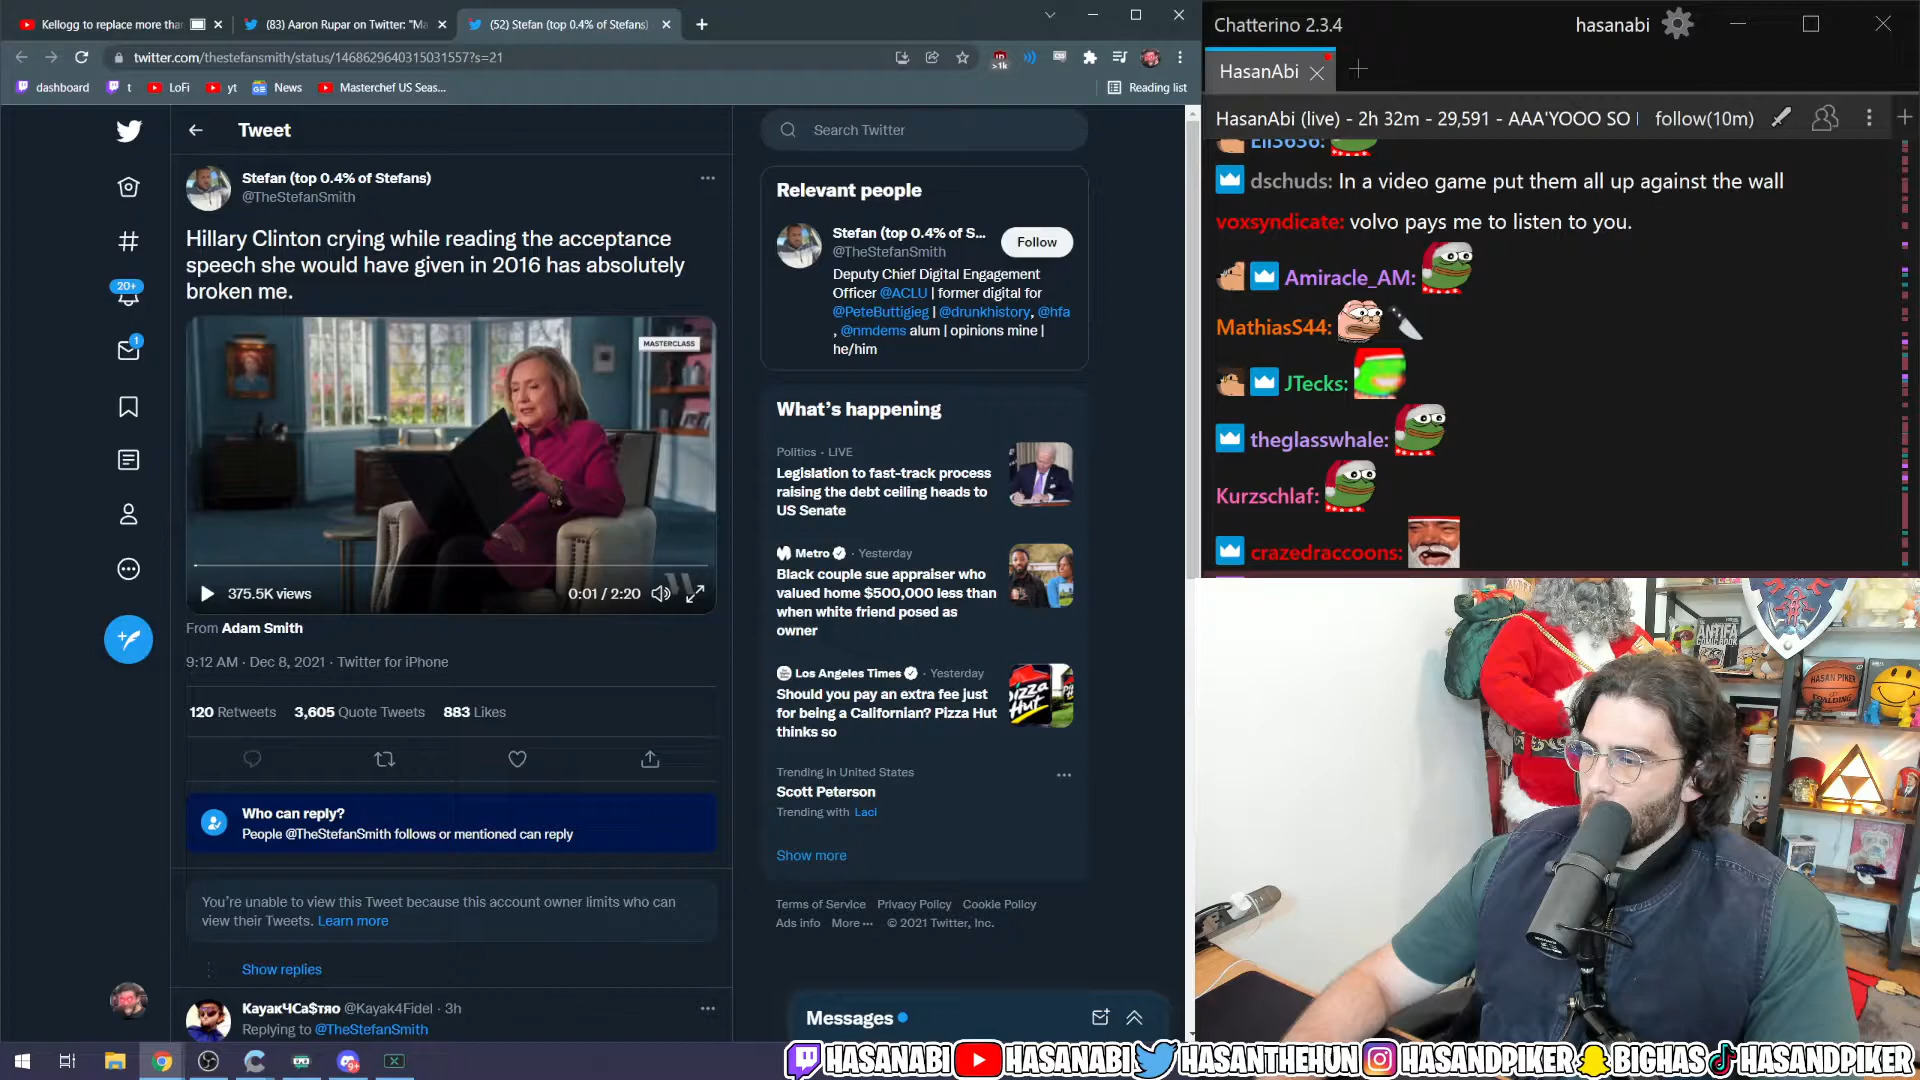 Kellogg to replace more than
(83) Aaron Rupar on Twitter: "Ma
(52) Stefan (top 0.4% of Stefans)
twitter.com/thestefansmith/status/1468629640315031557?s=21
>1k
dashboard
t
LoFi
yt
News
Masterchef US Seas...
Reading list
Tweet
Stefan (top 0.4% of Stefans)
@TheStefanSmith
Hillary Clinton crying while reading the acceptance
speech she would have given in 2016 has absolutely
broken me.
MASTERCLASS
375.5K views
0:01 / 2:20
From Adam Smith
9:12 AM · Dec 8, 2021 · Twitter for iPhone
120 Retweets 3,605 Quote Tweets 883 Likes
Who can reply?
People @TheStefanSmith follows or mentioned can reply
You're unable to view this Tweet because this account owner limits who can
view their Tweets. Learn more
Show replies
КаyакЧСа$тяо @Kayak4Fidel · 3h
Replying to @TheStefanSmith
20+
1
Search Twitter
Relevant people
Stefan (top 0.4% of S...
@TheStefanSmith
Follow
Deputy Chief Digital Engagement
Officer @ACLU | former digital for
@PeteButtigieg | @drunkhistory, @hfa
, @nmdems alum | opinions mine |
he/him
What's happening
Politics · LIVE
Legislation to fast-track process
raising the debt ceiling heads to
US Senate
Metro · Yesterday
Black couple sue appraiser who
valued home $500,000 less than
when white friend posed as
owner
Los Angeles Times · Yesterday
Should you pay an extra fee just
for being a Californian? Pizza Hut
thinks so
Pizza
Hut
Trending in United States
Scott Peterson
Trending with Laci
Show more
Terms of Service Privacy Policy Cookie Policy
Ads info More ··· © 2021 Twitter, Inc.
Messages
Chatterino 2.3.4
hasanabi
HasanAbi
HasanAbi (live) - 2h 32m - 29,591 - AAA'YOOO SO
follow(10m)
Eli3636:
dschuds: In a video game put them all up against the wall
voxsyndicate: volvo pays me to listen to you.
Amiracle_AM:
MathiasS44:
JTecks:
theglasswhale:
Kurzschlaf:
crazedraccoons:
ANTIFA
HASAN PIKER
SPALDING
9+
HASANABI
HASANABI
HASANTHEHUN
HASANDPIKER
BIGHAS
HASANDPIKER